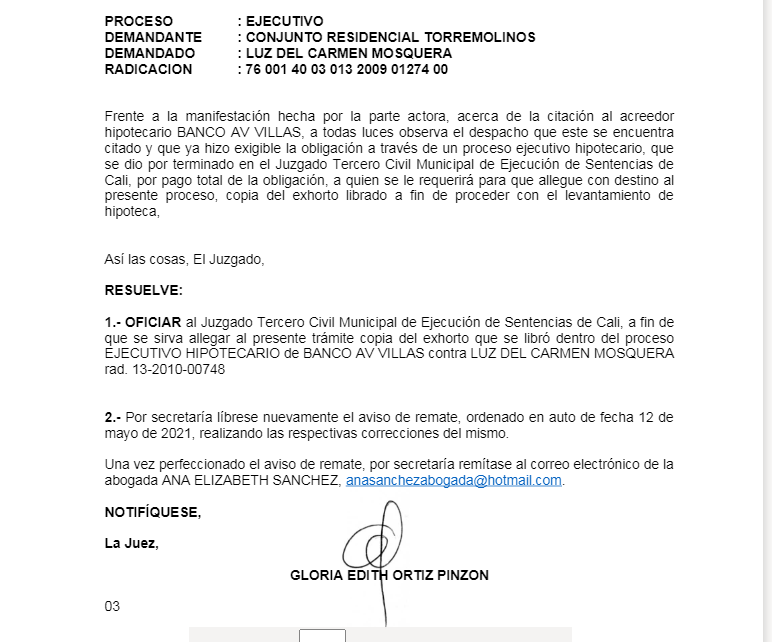 PROCESO : EJECUTIVO
DEMANDANTE : CONJUNTO RESIDENCIAL TORREMOLINOS
DEMANDADO : LUZ DEL CARMEN MOSQUERA
RADICACION : 76 001 40 03 013 2009 01274 00
Frente a la manifestación hecha por la parte actora, acerca de la citación al acreedor
hipotecario BANCO AV VILLAS, a todas luces observa el despacho que este se encuentra
citado y que ya hizo exigible la obligación a través de un proceso ejecutivo hipotecario, que
se dio por terminado en el Juzgado Tercero Civil Municipal de Ejecución de Sentencias de
Cali, por pago total de la obligación, a quien se le requerirá para que allegue con destino al
presente proceso, copia del exhorto librado a fin de proceder con el levantamiento de
hipoteca,
Así las cosas, El Juzgado,
RESUELVE:
1.- OFICIAR al Juzgado Tercero Civil Municipal de Ejecución de Sentencias de Cali, a fin de
que se sirva allegar al presente trámite copia del exhorto que se libró dentro del proceso
EJECUTIVO HIPOTECARIO de BANCO AV VILLAS contra LUZ DEL CARMEN MOSQUERA
rad. 13-2010-00748
2.- Por secretaría líbrese nuevamente el aviso de remate, ordenado en auto de fecha 12 de
mayo de 2021, realizando las respectivas correcciones del mismo.
Una vez perfeccionado el aviso de remate, por secretaría remítase al correo electrónico de la
abogada ANA ELIZABETH SANCHEZ, anasanchezabogada@hotmail.com.
NOTIFÍQUESE,
La Juez,
GLORIA EDITH ORTIZ PINZON
03